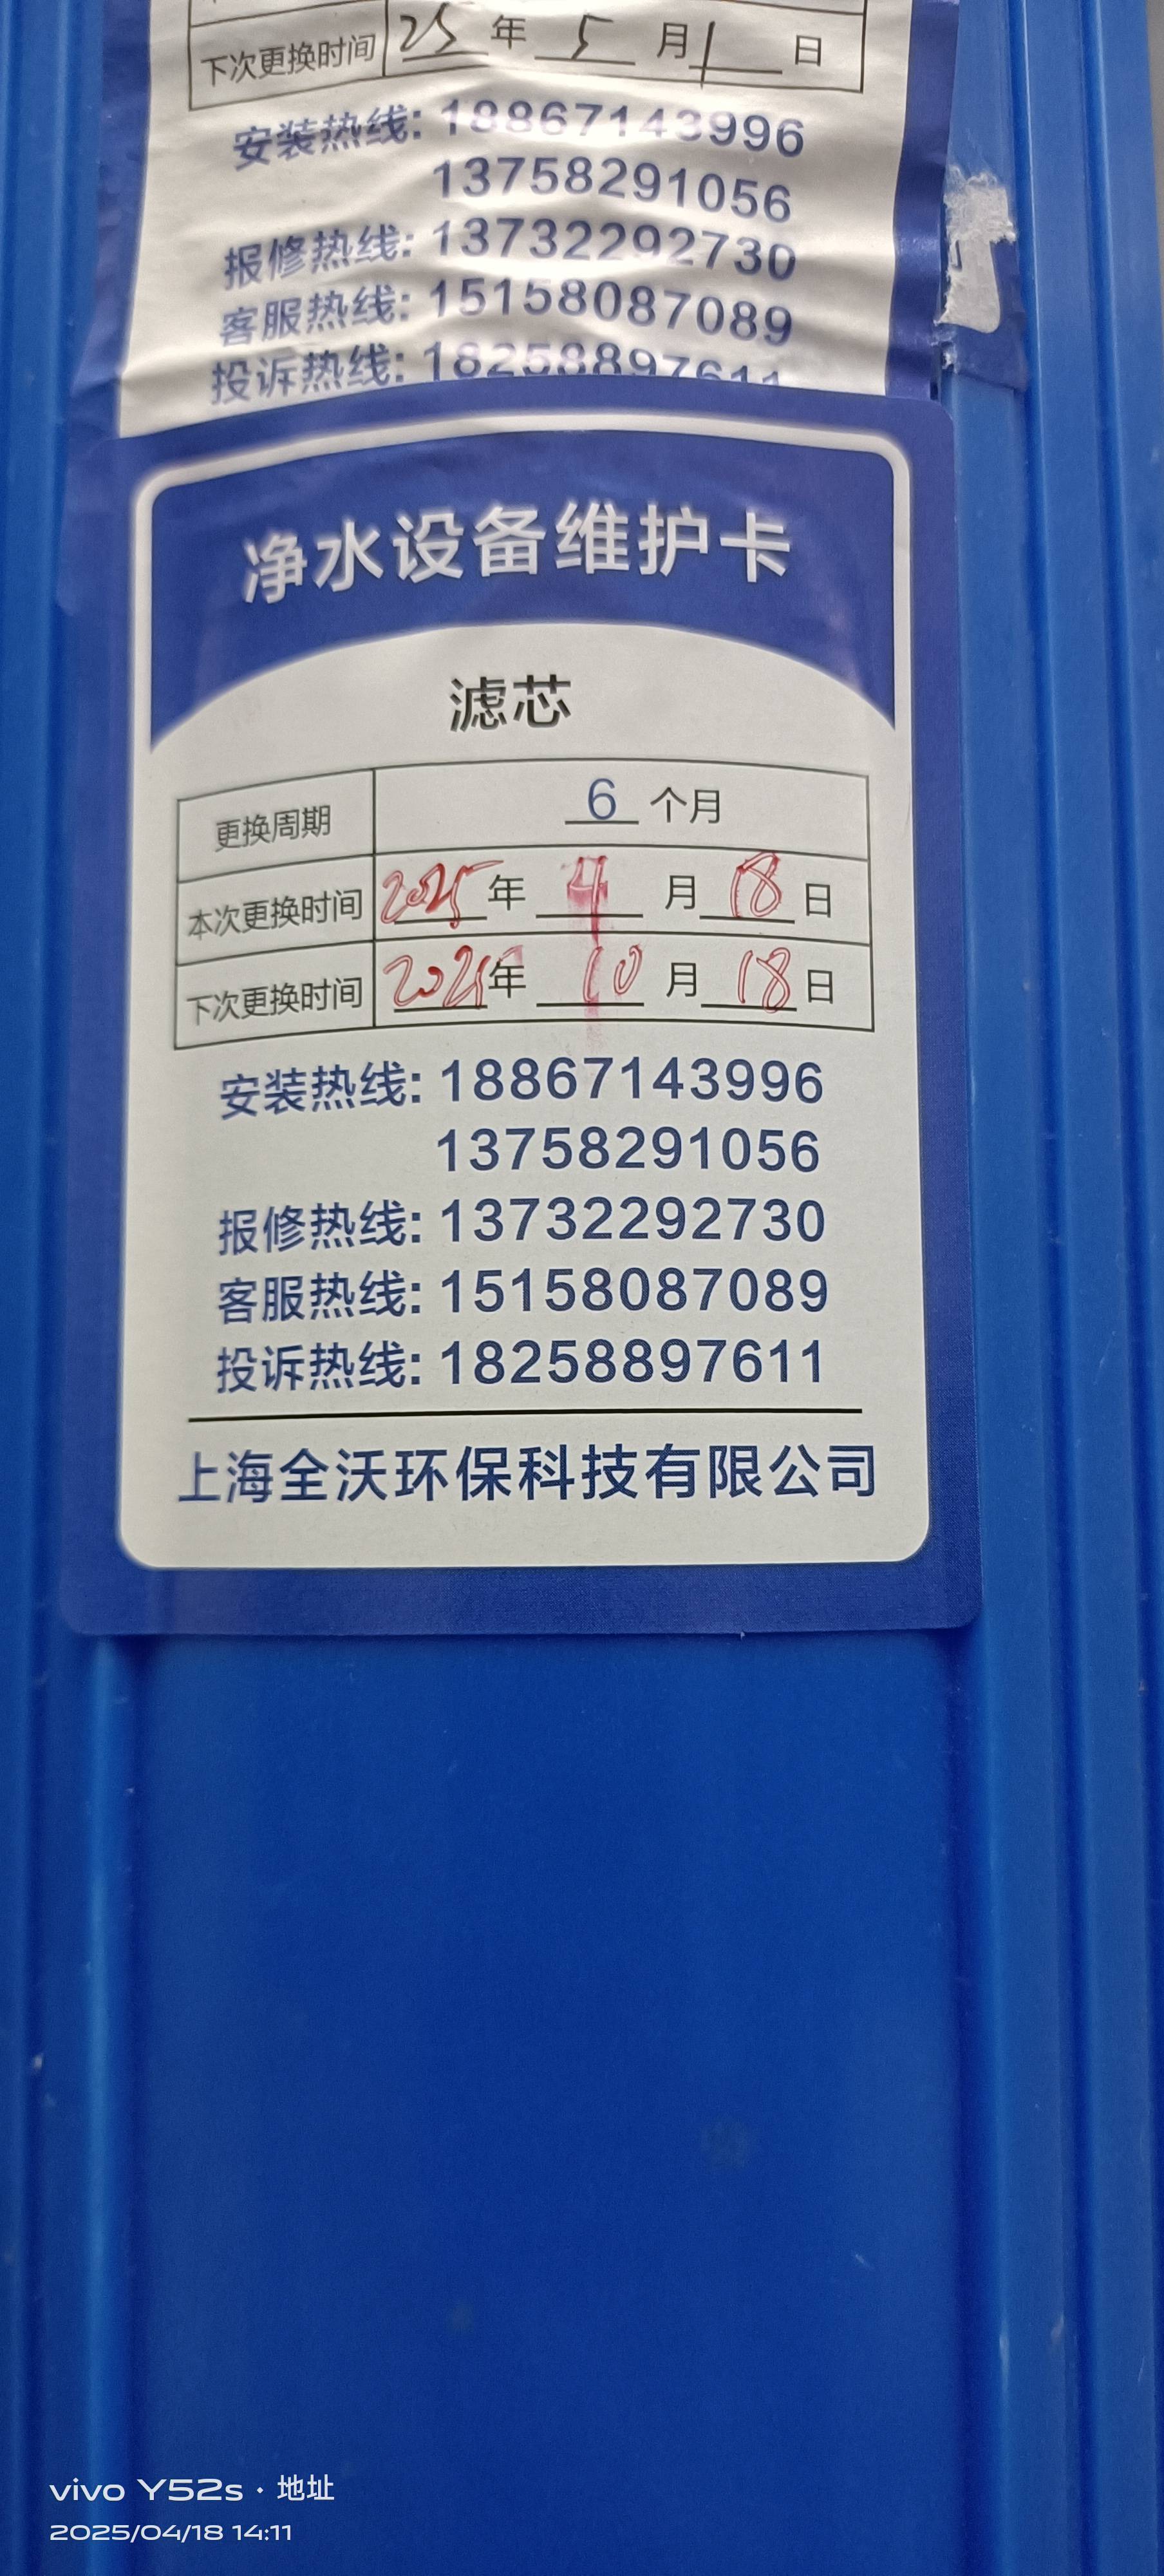 下次更换时间 25 年 5 月 1 日
安装热线: 18867143996
13758291056
报修热线: 13732292730
客服热线: 15158087089
投诉热线: 18258897611
净水设备维护卡
滤芯
更换周期 6 个月
本次更换时间 2025 年 4 月 18 日
下次更换时间 2025 年 10 月 18 日
安装热线: 18867143996
13758291056
报修热线: 13732292730
客服热线: 15158087089
投诉热线: 18258897611
上海全沃环保科技有限公司
vivo Y52s · 地址
2025/04/18 14:11